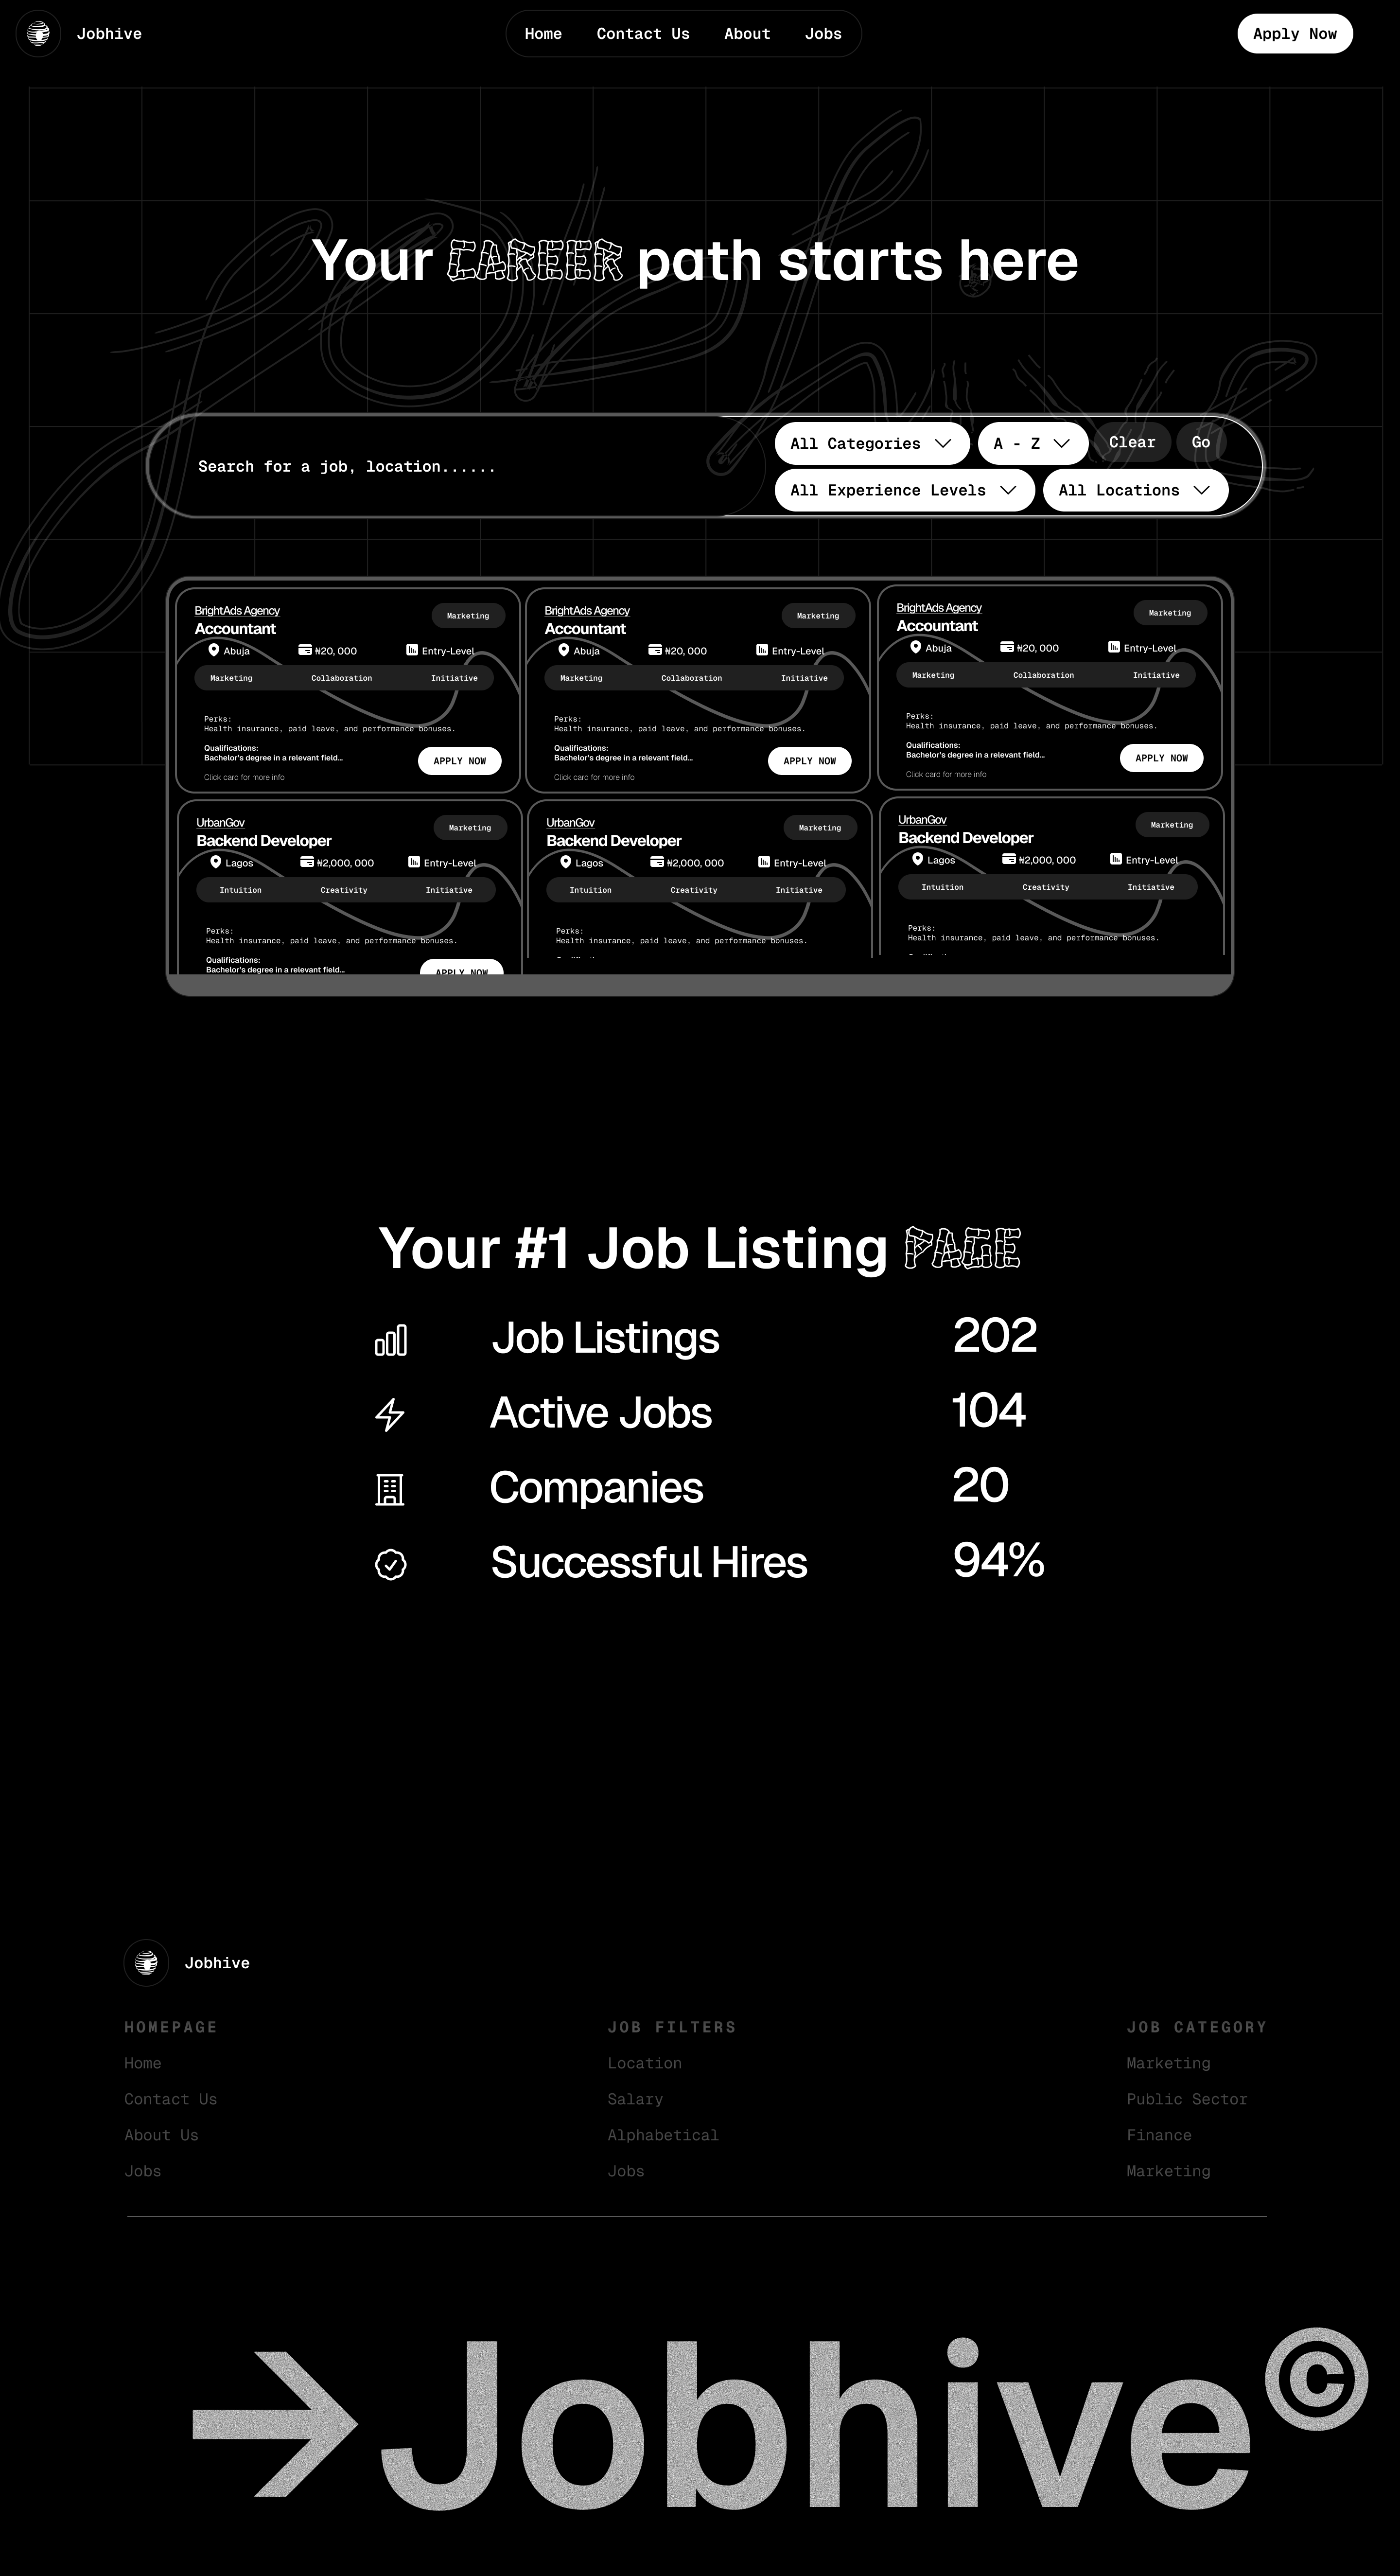 Jobhive
Home Contact Us About Jobs
Apply Now
Your CAREER path starts here
Search for a job, location......
All Categories A - Z Clear Go
All Experience Levels All Locations
BrightAds Agency
Marketing
Accountant
Abuja ₦20, 000 Entry-Level
Marketing Collaboration Initiative
Perks:
Health insurance, paid leave, and performance bonuses.
Qualifications:
Bachelor's degree in a relevant field...
APPLY NOW
Click card for more info
BrightAds Agency
Marketing
Accountant
Abuja ₦20, 000 Entry-Level
Marketing Collaboration Initiative
Perks:
Health insurance, paid leave, and performance bonuses.
Qualifications:
Bachelor's degree in a relevant field...
APPLY NOW
Click card for more info
BrightAds Agency
Marketing
Accountant
Abuja ₦20, 000 Entry-Level
Marketing Collaboration Initiative
Perks:
Health insurance, paid leave, and performance bonuses.
Qualifications:
Bachelor's degree in a relevant field...
APPLY NOW
Click card for more info
UrbanGov
Marketing
Backend Developer
Lagos ₦2,000, 000 Entry-Level
Intuition Creativity Initiative
Perks:
Health insurance, paid leave, and performance bonuses.
Qualifications:
Bachelor's degree in a relevant field...
APPLY NOW
UrbanGov
Marketing
Backend Developer
Lagos ₦2,000, 000 Entry-Level
Intuition Creativity Initiative
Perks:
Health insurance, paid leave, and performance bonuses.
UrbanGov
Marketing
Backend Developer
Lagos ₦2,000, 000 Entry-Level
Intuition Creativity Initiative
Perks:
Health insurance, paid leave, and performance bonuses.
Your #1 Job Listing PAGE
Job Listings 202
Active Jobs 104
Companies 20
Successful Hires 94%
Jobhive
HOMEPAGE
Home
Contact Us
About Us
Jobs
JOB FILTERS
Location
Salary
Alphabetical
Jobs
JOB CATEGORY
Marketing
Public Sector
Finance
Marketing
→Jobhive©